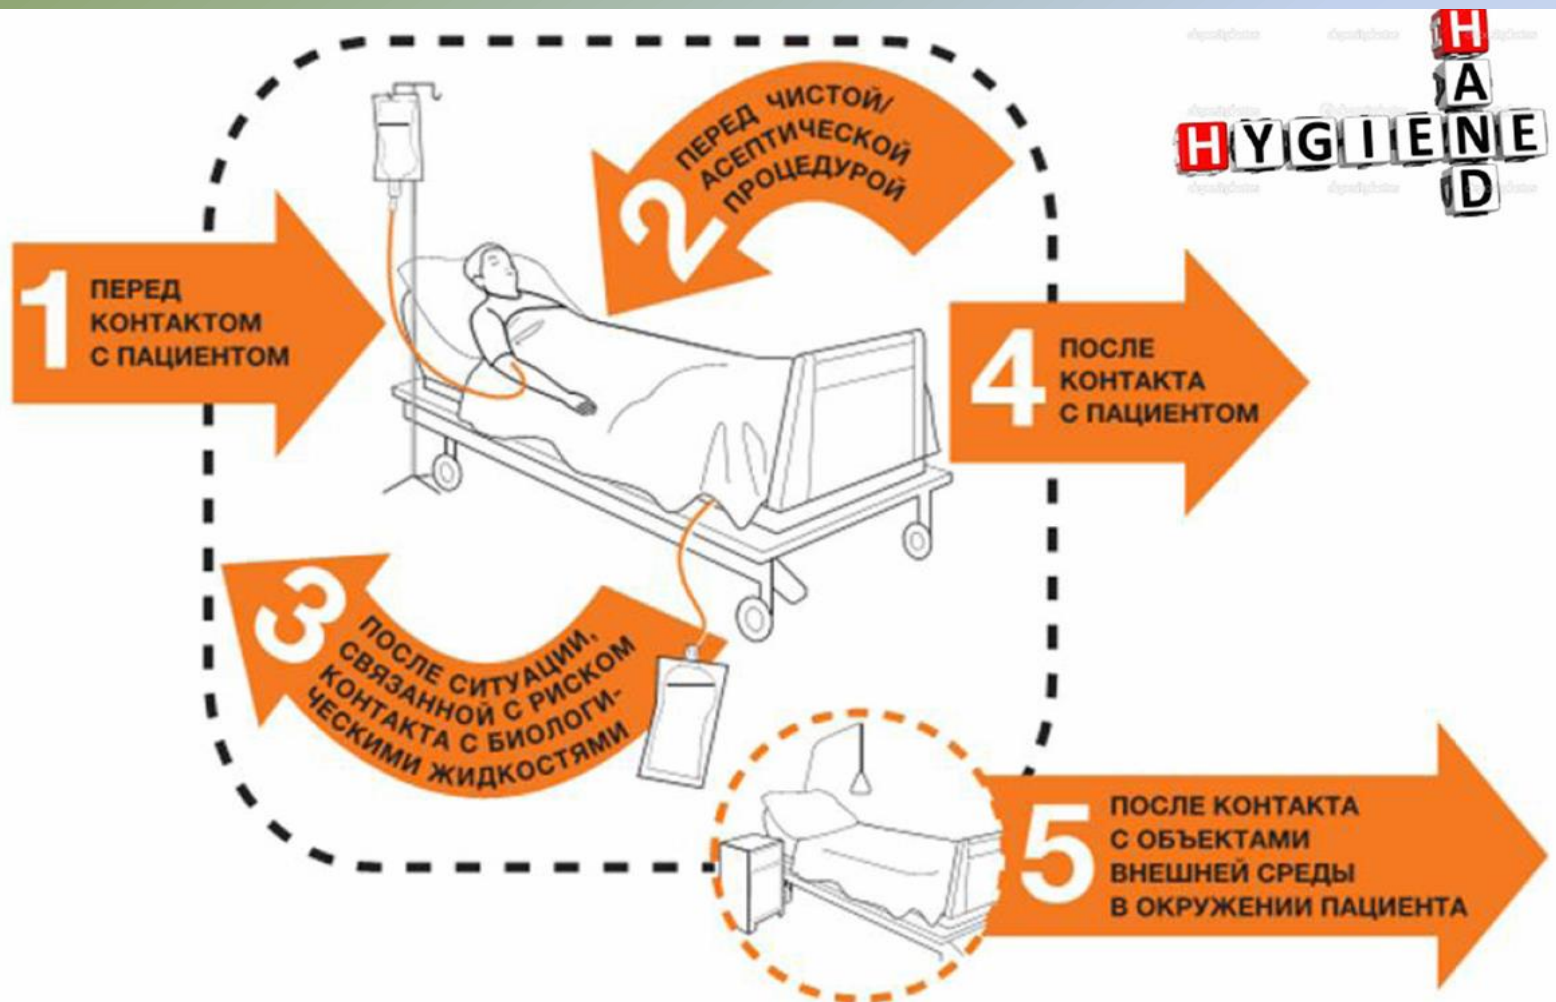 HAND
HYGIENE
1
ПЕРЕД
КОНТАКТОМ
С ПАЦИЕНТОМ
2
ПЕРЕД ЧИСТОЙ/
АСЕПТИЧЕСКОЙ
ПРОЦЕДУРОЙ
3
ПОСЛЕ СИТУАЦИИ,
СВЯЗАННОЙ С РИСКОМ
КОНТАКТА С БИОЛОГИ-
ЧЕСКИМИ ЖИДКОСТЯМИ
4
ПОСЛЕ
КОНТАКТА
С ПАЦИЕНТОМ
5
ПОСЛЕ КОНТАКТА
С ОБЪЕКТАМИ
ВНЕШНЕЙ СРЕДЫ
В ОКРУЖЕНИИ ПАЦИЕНТА